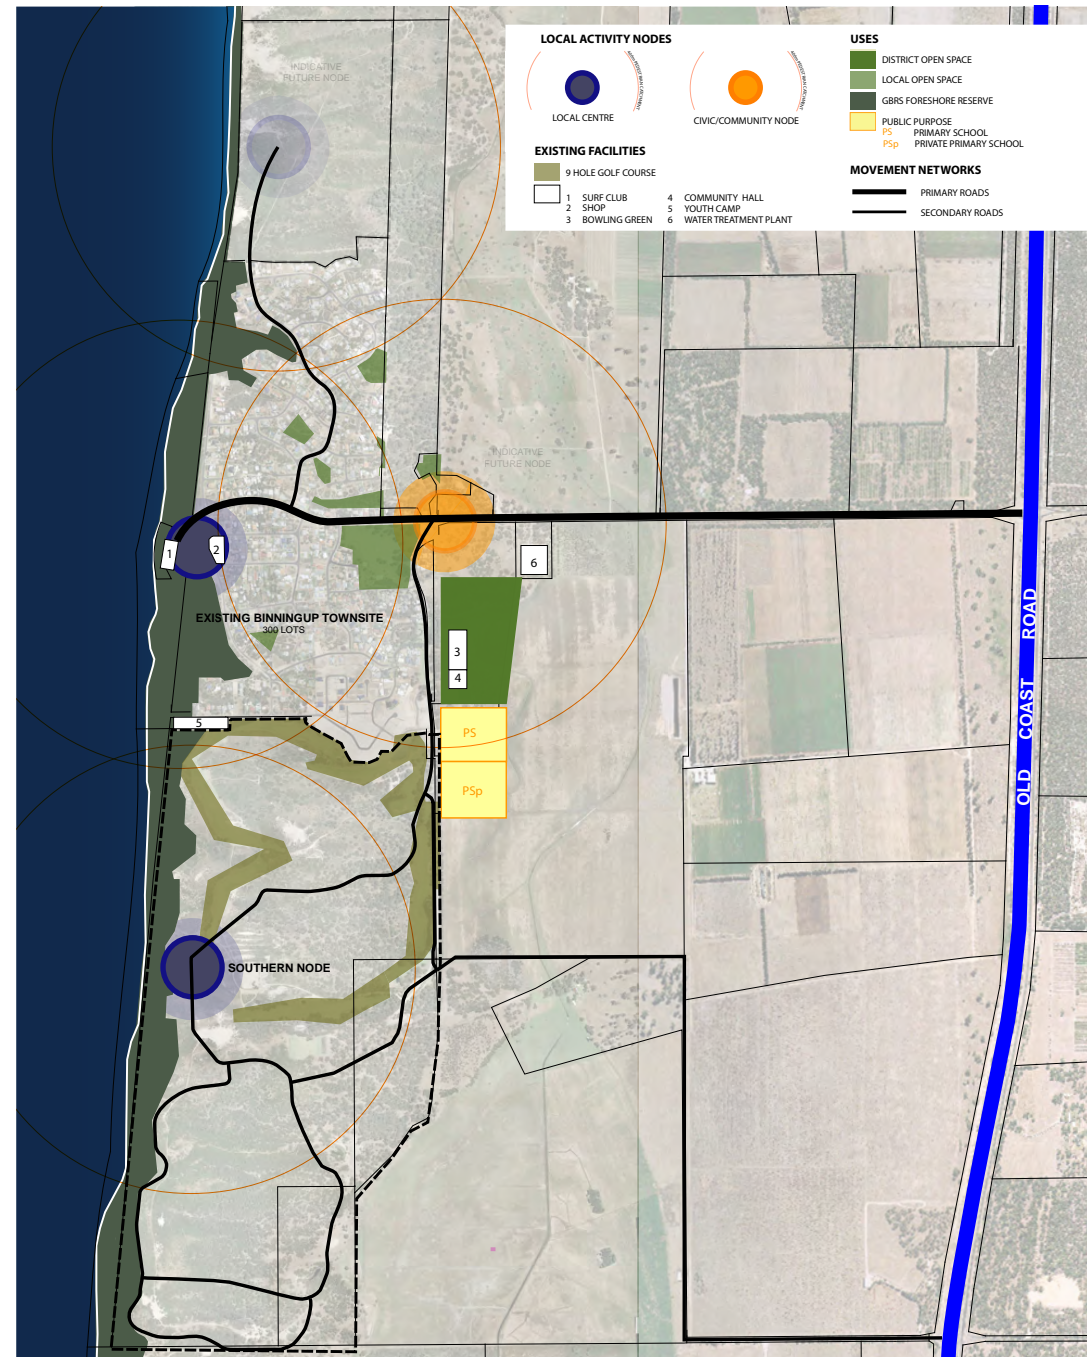 LOCAL ACTIVITY NODES
LOCAL CENTRE
CIVIC/COMMUNITY NODE
EXISTING FACILITIES
9 HOLE GOLF COURSE
1 SURF CLUB
2 SHOP
3 BOWLING GREEN
4 COMMUNITY HALL
5 YOUTH CAMP
6 WATER TREATMENT PLANT
USES
DISTRICT OPEN SPACE
LOCAL OPEN SPACE
GBRS FORESHORE RESERVE
PUBLIC PURPOSE
PS PRIMARY SCHOOL
PSp PRIVATE PRIMARY SCHOOL
MOVEMENT NETWORKS
PRIMARY ROADS
SECONDARY ROADS
INDICATIVE
FUTURE NODE
INDICATIVE
FUTURE NODE
1
2
6
EXISTING BINNINGUP TOWNSITE
300 LOTS
3
4
5
PS
PSp
SOUTHERN NODE
OLD COAST ROAD